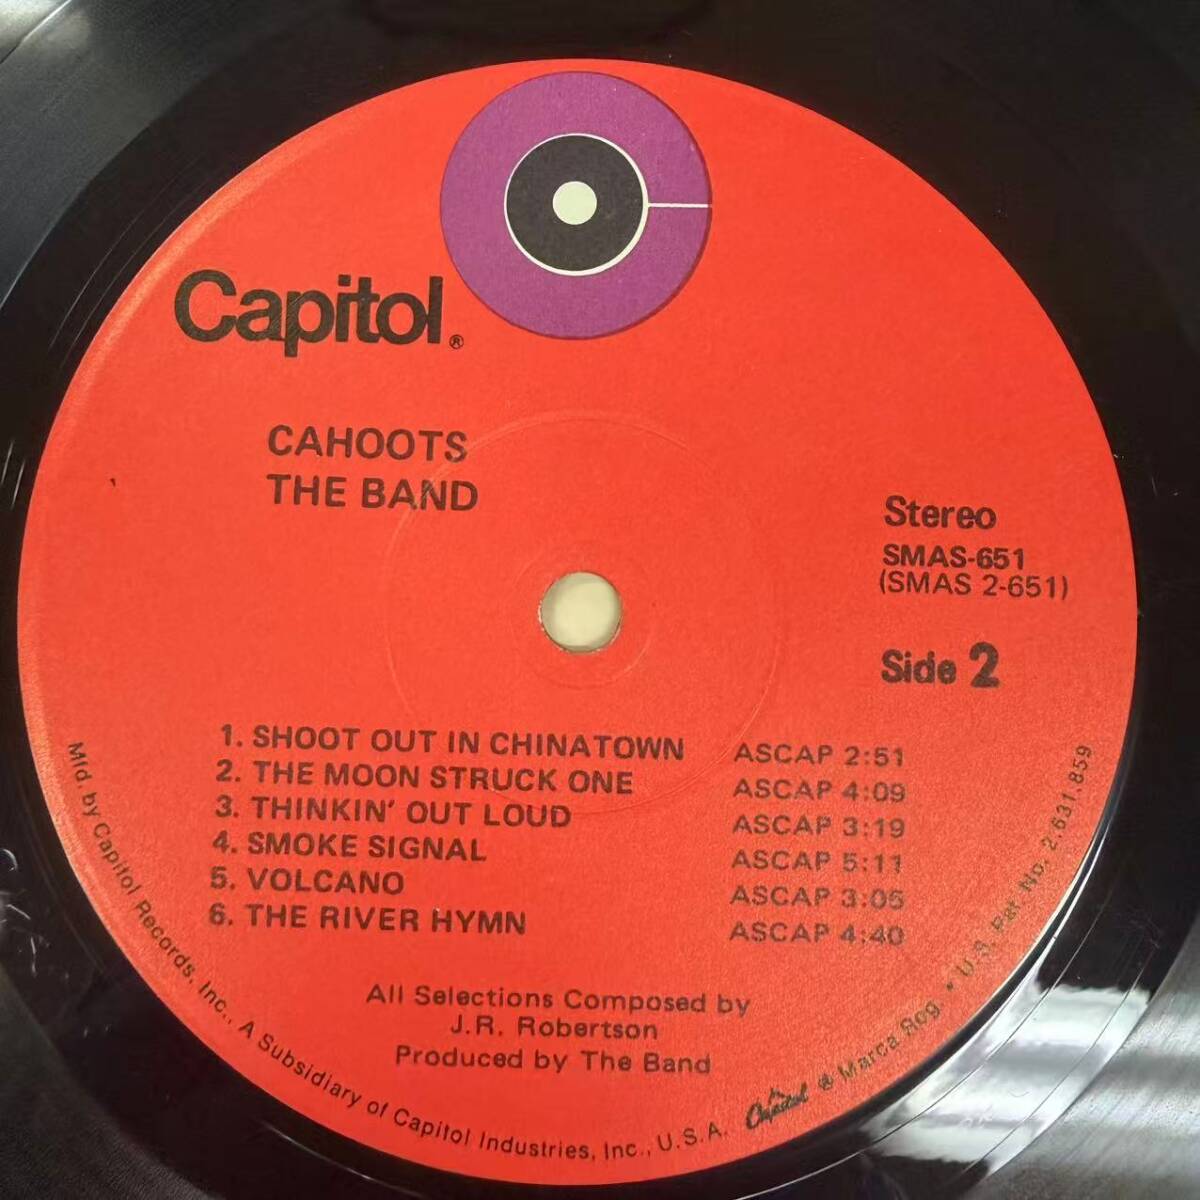 Capitol®
CAHOOTS
THE BAND
Stereo
SMAS-651
(SMAS 2-651)
Side 2
1. SHOOT OUT IN CHINATOWN ASCAP 2:51
2. THE MOON STRUCK ONE ASCAP 4:09
3. THINKIN' OUT LOUD ASCAP 3:19
4. SMOKE SIGNAL ASCAP 5:11
5. VOLCANO ASCAP 3:05
6. THE RIVER HYMN ASCAP 4:40
All Selections Composed by
J.R. Robertson
Produced by The Band
Mfd. by Capitol Records, Inc., A Subsidiary of Capitol Industries, Inc., U.S.A. Capitol ® Marca Reg. • U.S. Pat. No. 2,631,859